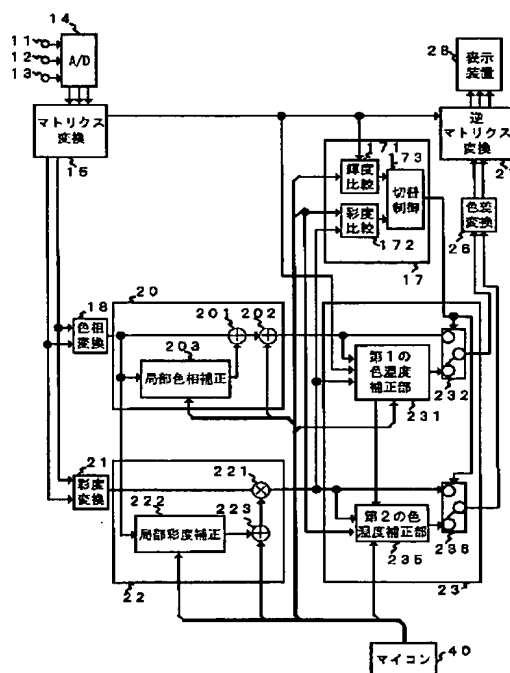 14
11
12
13
A/D
マトリクス
変換
15
28
表示
装置
逆
マトリクス
変換
171
173
輝度
比較
彩度
比較
切替
制御
172
17
色差
変換
26
18
色相
変換
20
201
202
203
局部色相補正
第1の
色温度
補正部
231
232
21
彩度
変換
221
222
223
局部彩度補正
22
第2の色
温度補正部
235
236
23
マイコン
40